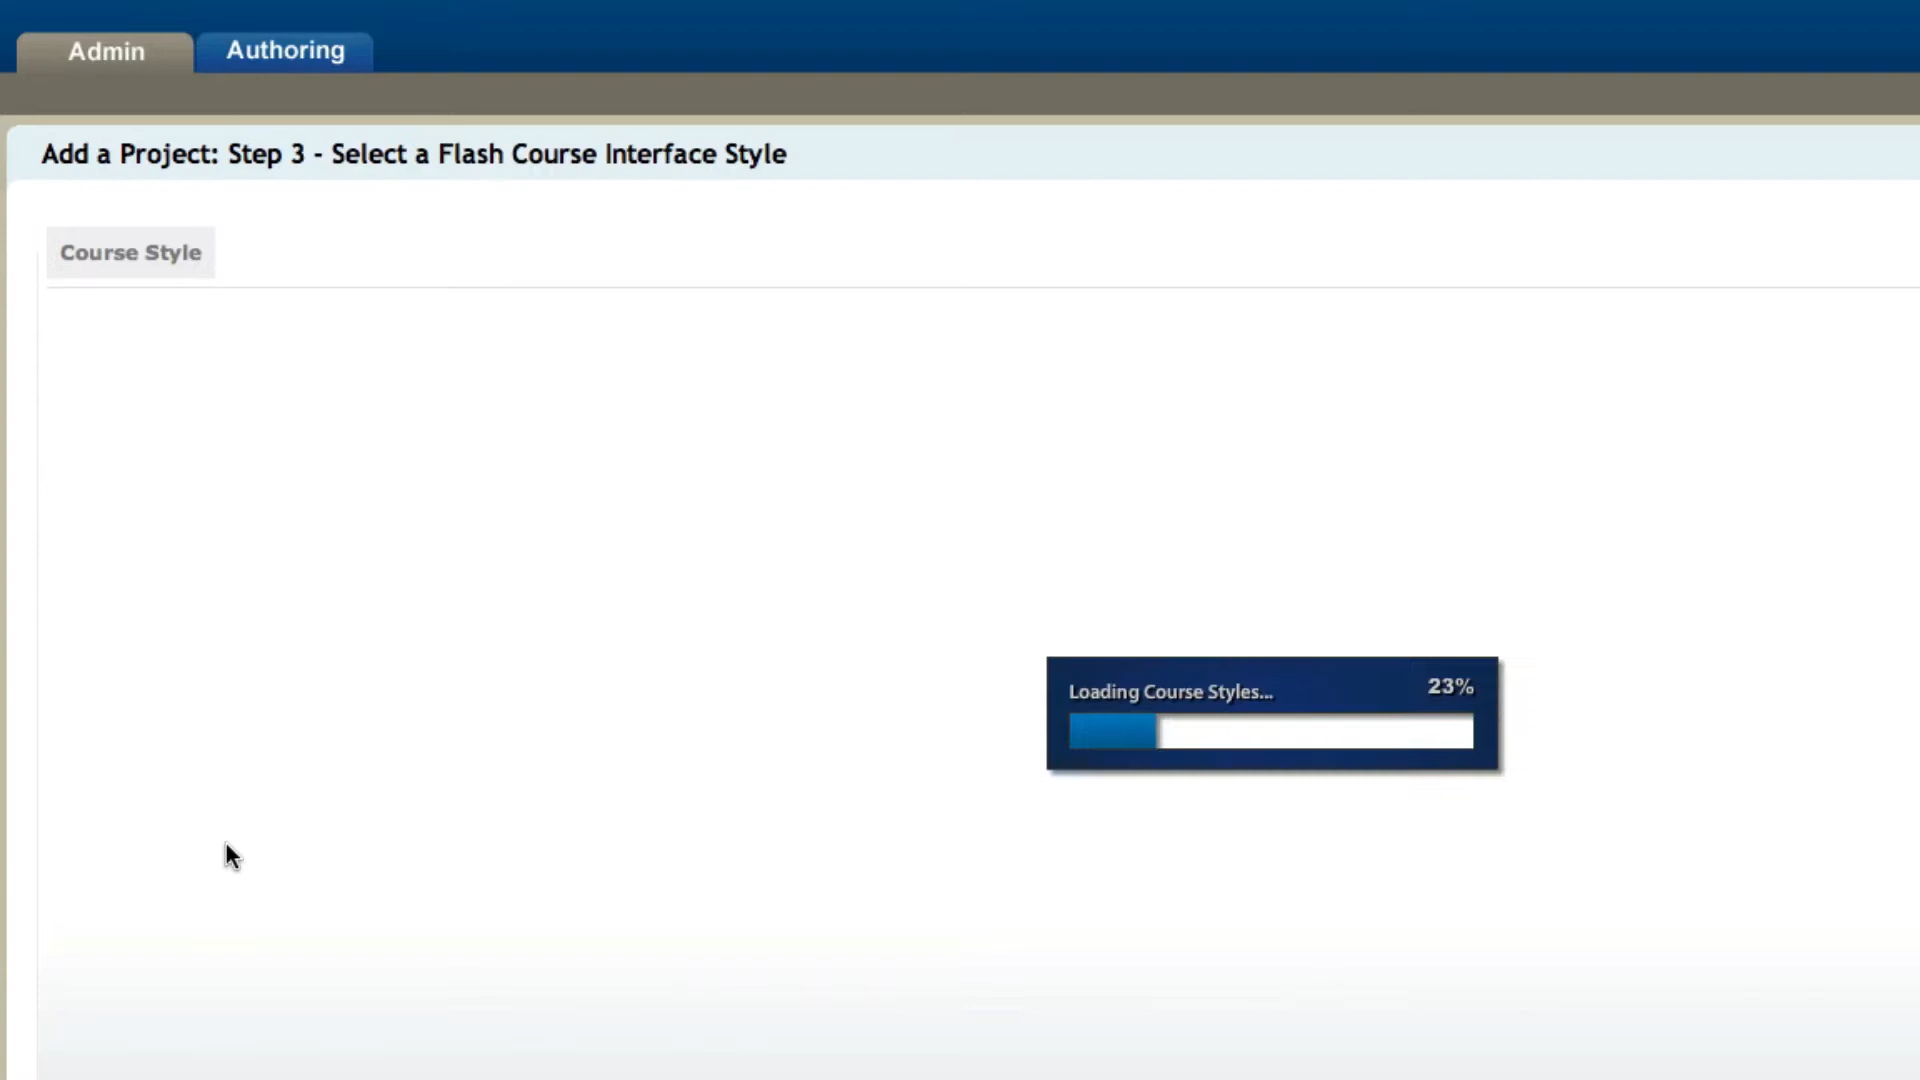 Admin
Authoring
Add a Project: Step 3 - Select a Flash Course Interface Style
Course Style
Loading Course Styles...
23%